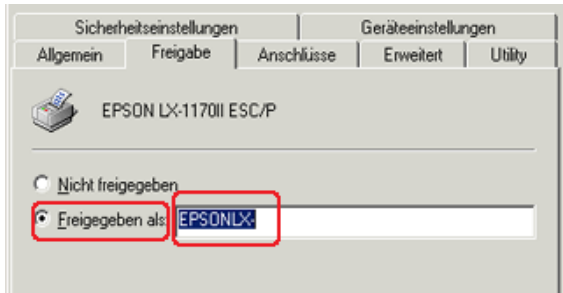 Sicherheitseinstellungen Geräteeinstellungen
Allgemein Freigabe Anschlüsse Erweitert Utility
EPSON LX-1170II ESC/P
Nicht freigegeben
Freigegeben als: EPSONLX-